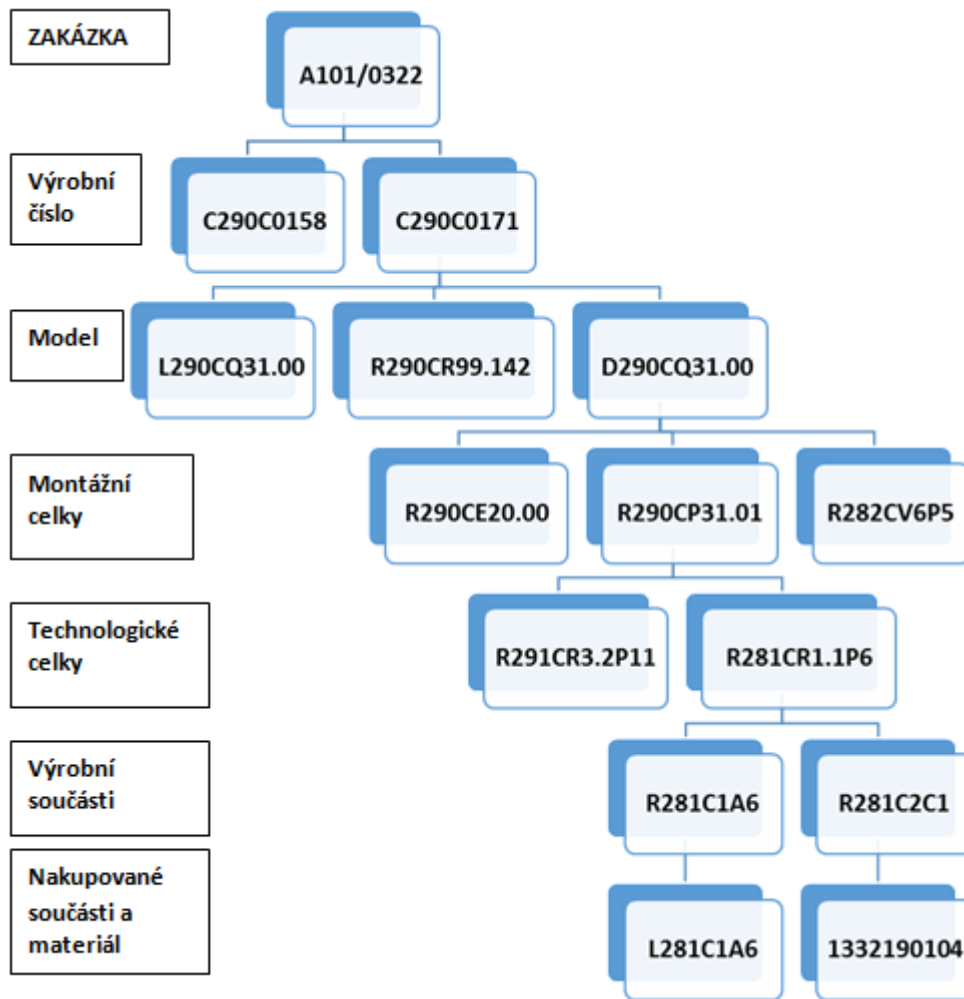 ZAKÁZKA
A101/0322
Výrobní
číslo
C290C0158
C290C0171
Model
L290CQ31.00
R290CR99.142
D290CQ31.00
Montážní
celky
R290CE20.00
R290CP31.01
R282CV6P5
Technologické
celky
R291CR3.2P11
R281CR1.1P6
Výrobní
součásti
R281C1A6
R281C2C1
Nakupované
součásti a
materiál
L281C1A6
1332190104